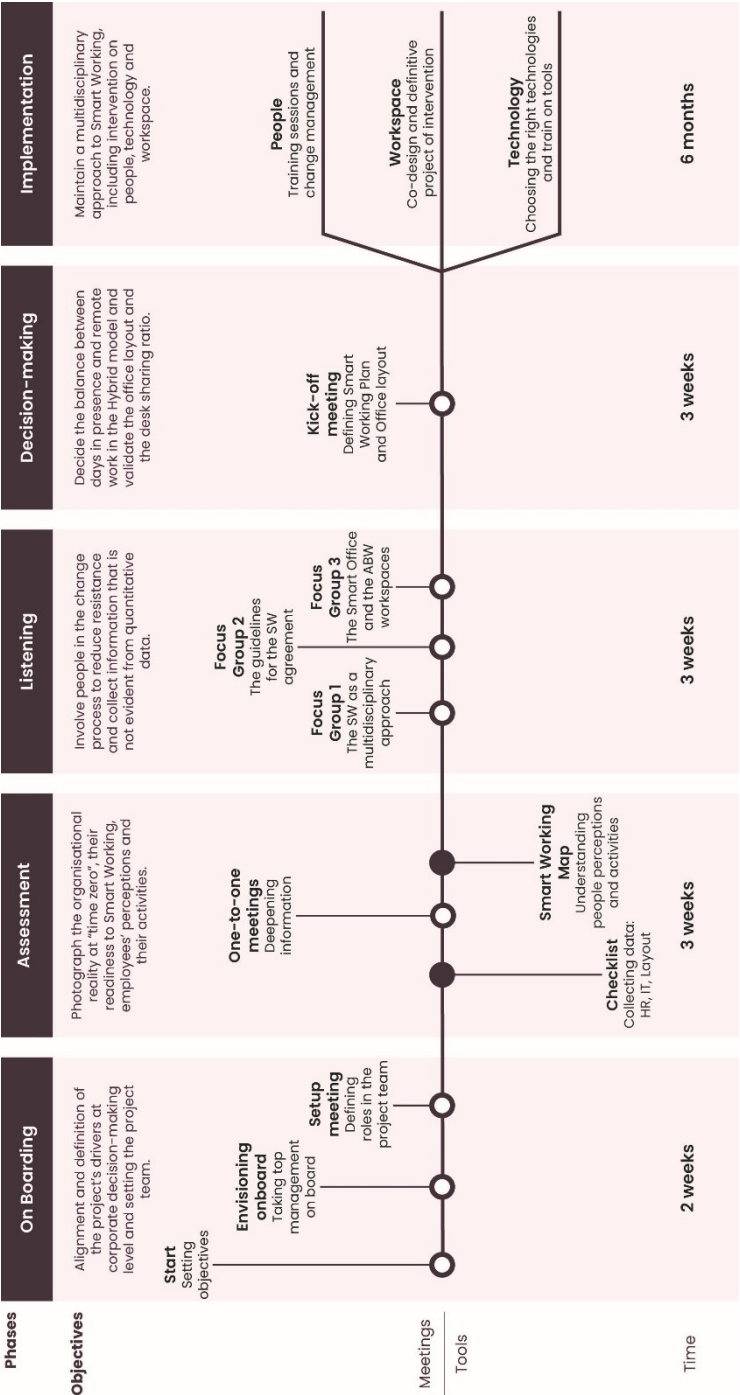 Phases
On Boarding
Assessment
Listening
Decision-making
Implementation
Objectives
Alignment and definition of
the project's drivers at
corporate decision-making
level and setting the project
team.
Photograph the organisational
reality at "time zero", their
readiness to Smart Working,
employees' perceptions and
their activities.
Involve people in the change
process to reduce resistance
and collect information that is
not evident from quantitative
data.
Decide the balance between
days in presence and remote
work in the Hybrid model and
validate the office layout and
the desk sharing ratio.
Maintain a multidisciplinary
approach to Smart Working,
including intervention on
people, technology and
workspace.
Meetings
Start
Setting
objectives
Envisioning
onboard
Taking top
management
on board
Setup
meeting
Defining
roles in the
project team
One-to-one
meetings
Deepening
information
Focus
Group 1
The SW as a
multidisciplinary
approach
Focus
Group 2
The guidelines
for the SW
agreement
Focus
Group 3
The Smart Office
and the ABW
workspaces
Kick-off
meeting
Defining Smart
Working Plan
and Office layout
People
Training sessions and
change management
Workspace
Co-design and definitive
project of intervention
Technology
Choosing the right technologies
and train on tools
Tools
Checklist
Collecting data:
HR, IT, Layout
Smart Working
Map
Understanding
people perceptions
and activities
Time
2 weeks
3 weeks
3 weeks
3 weeks
6 months